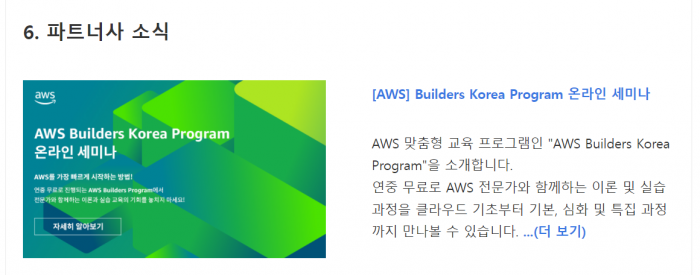 6. 파트너사 소식
aws
AWS Builders Korea Program
온라인 세미나
AWS를 가장 빠르게 시작하는 방법!
연중 무료로 진행되는 AWS Builders Program에서
전문가와 함께하는 이론과 실습 교육의 기회를 놓치지 마세요!
자세히 알아보기
[AWS] Builders Korea Program 온라인 세미나
AWS 맞춤형 교육 프로그램인 "AWS Builders Korea
Program"을 소개합니다.
연중 무료로 AWS 전문가와 함께하는 이론 및 실습
과정을 클라우드 기초부터 기본, 심화 및 특집 과정
까지 만나볼 수 있습니다. ...(더 보기)